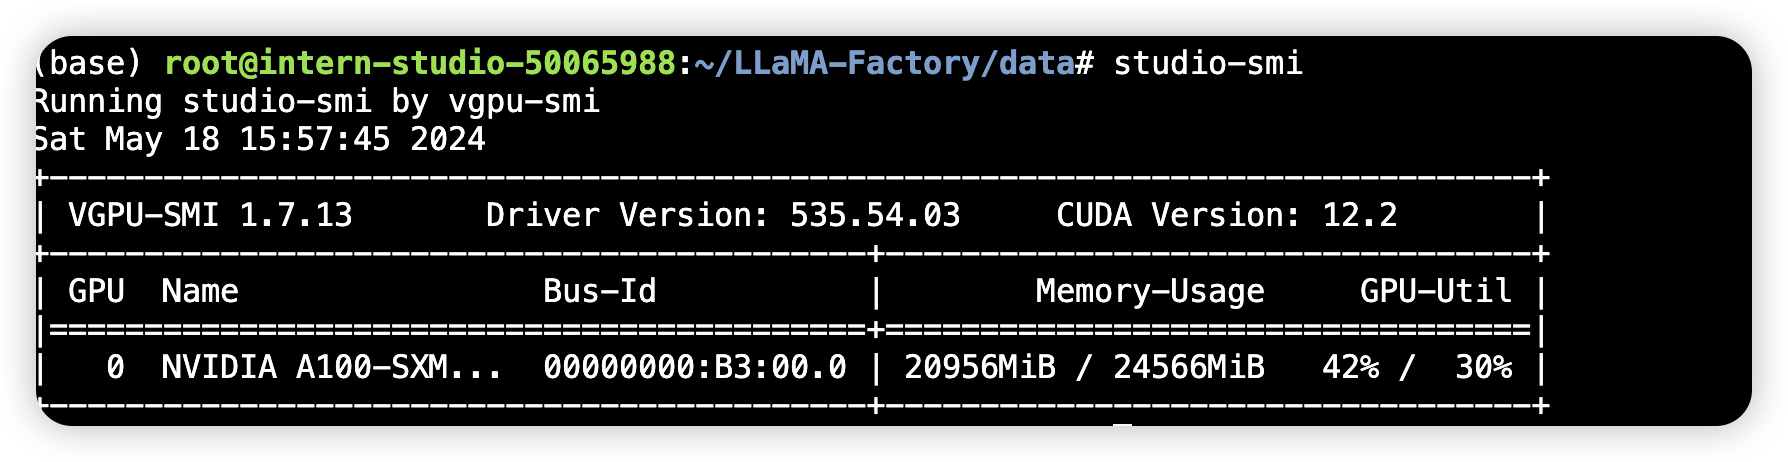 (base) root@intern-studio-50065988:~/LLaMA-Factory/data# studio-smi
Running studio-smi by vgpu-smi
Sat May 18 15:57:45 2024
+------------------------------------------------------------------------------+
| VGPU-SMI 1.7.13       Driver Version: 535.54.03     CUDA Version: 12.2       |
+-------------------------------------------+----------------------------------+
| GPU  Name                Bus-Id           |        Memory-Usage     GPU-Util |
|===========================================+==================================|
|   0  NVIDIA A100-SXM...  00000000:B3:00.0 | 20956MiB / 24566MiB   42% /  30% |
+-------------------------------------------+----------------------------------+